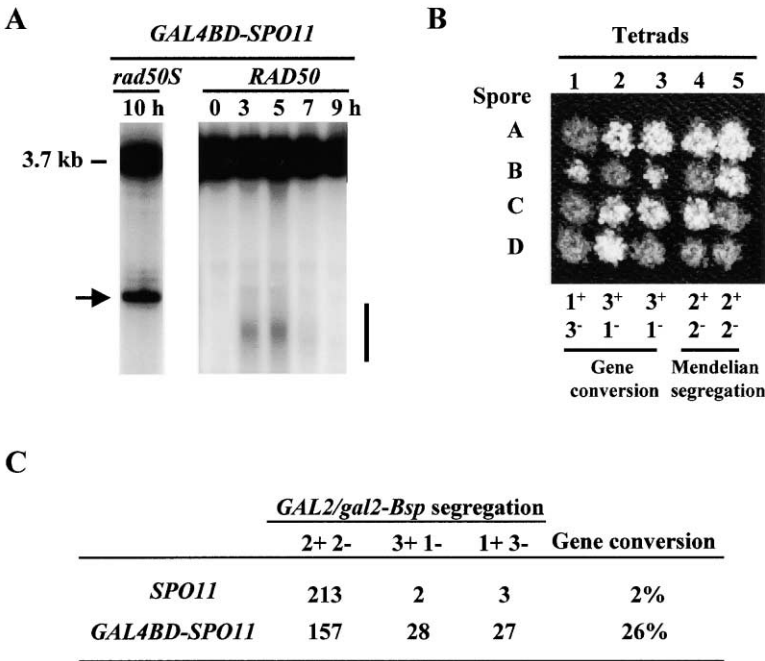 A
GAL4BD-SPO11
rad50S RAD50
10 h 0 3 5 7 9 h
3.7 kb
B
Tetrads
1 2 3 4 5
Spore
A
B
C
D
1+ 3+ 3+ 2+ 2+
3- 1- 1- 2- 2-
Gene conversion
Mendelian segregation
C
GAL2/gal2-Bsp segregation
2+ 2- 3+ 1- 1+ 3- Gene conversion
SPO11 213 2 3 2%
GAL4BD-SPO11 157 28 27 26%